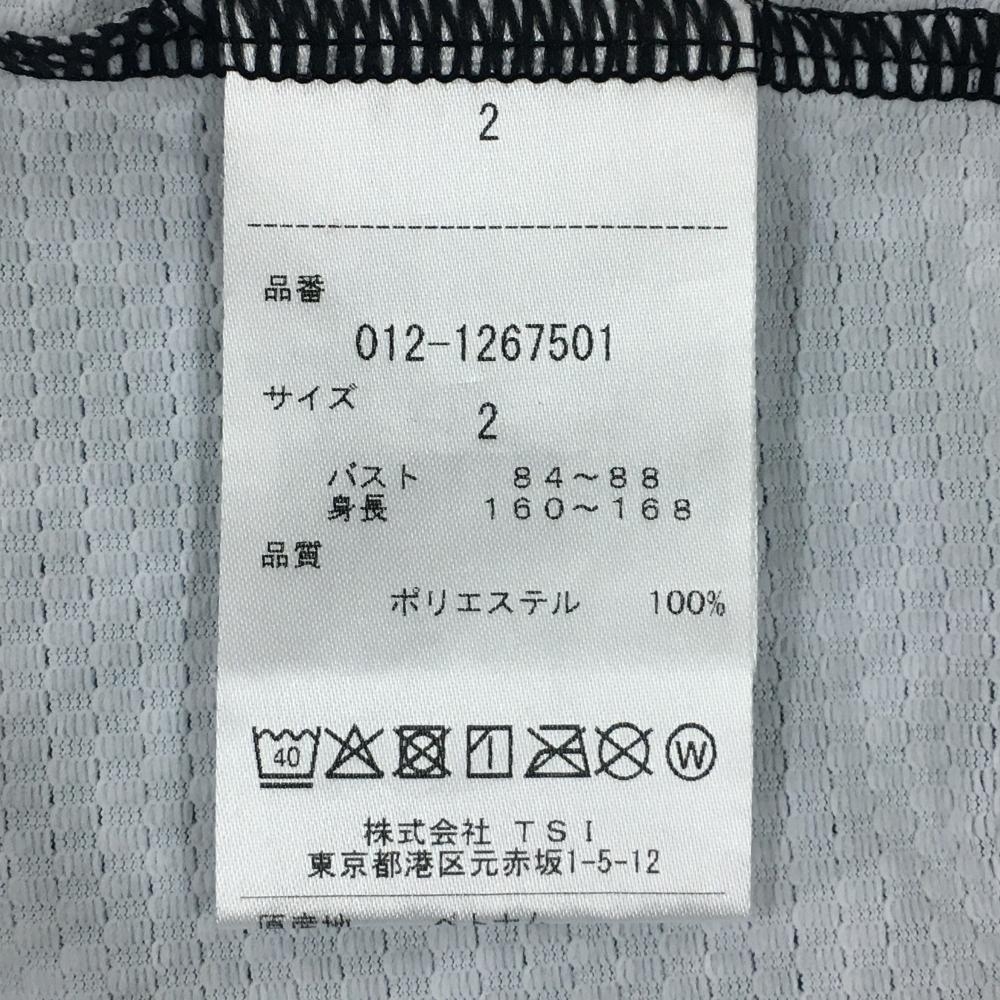 2
品番
012-1267501
サイズ
2
バスト 84～88
身長 160～168
品質
ポリエステル 100%
40 W
株式会社 TSI
東京都港区元赤坂1-5-12